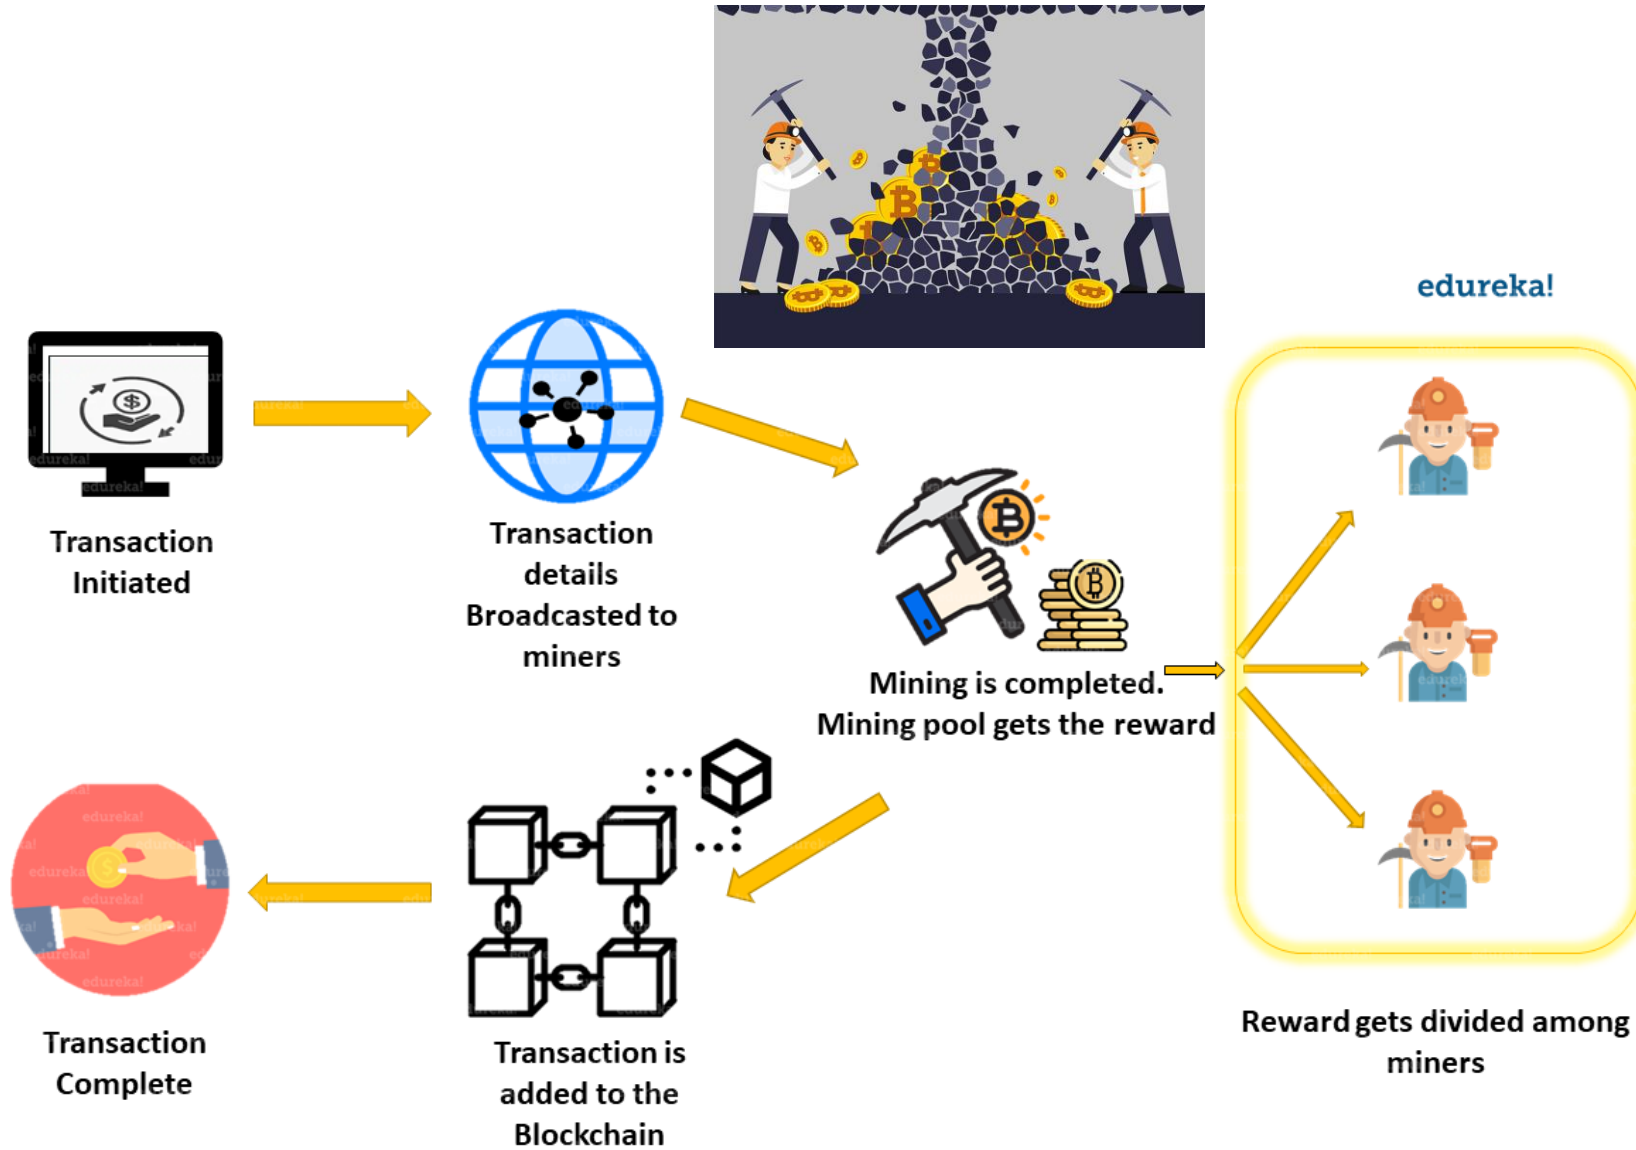 edureka!
Transaction
Initiated
Transaction
details
Broadcasted to
miners
Mining is completed.
Mining pool gets the reward
Reward gets divided among
miners
Transaction is
added to the
Blockchain
Transaction
Complete